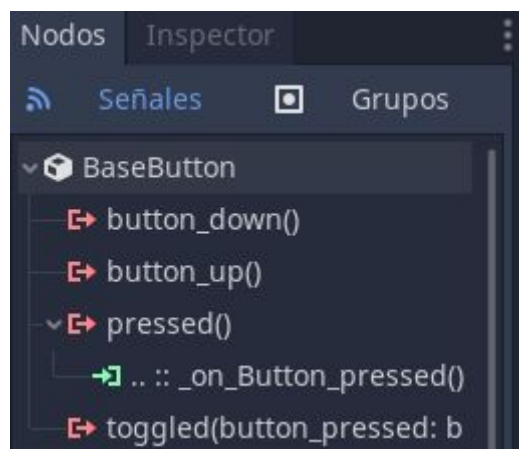 Nodos Inspector
Señales Grupos
BaseButton
button_down()
button_up()
pressed()
.. :: _on_Button_pressed()
toggled(button_pressed: b